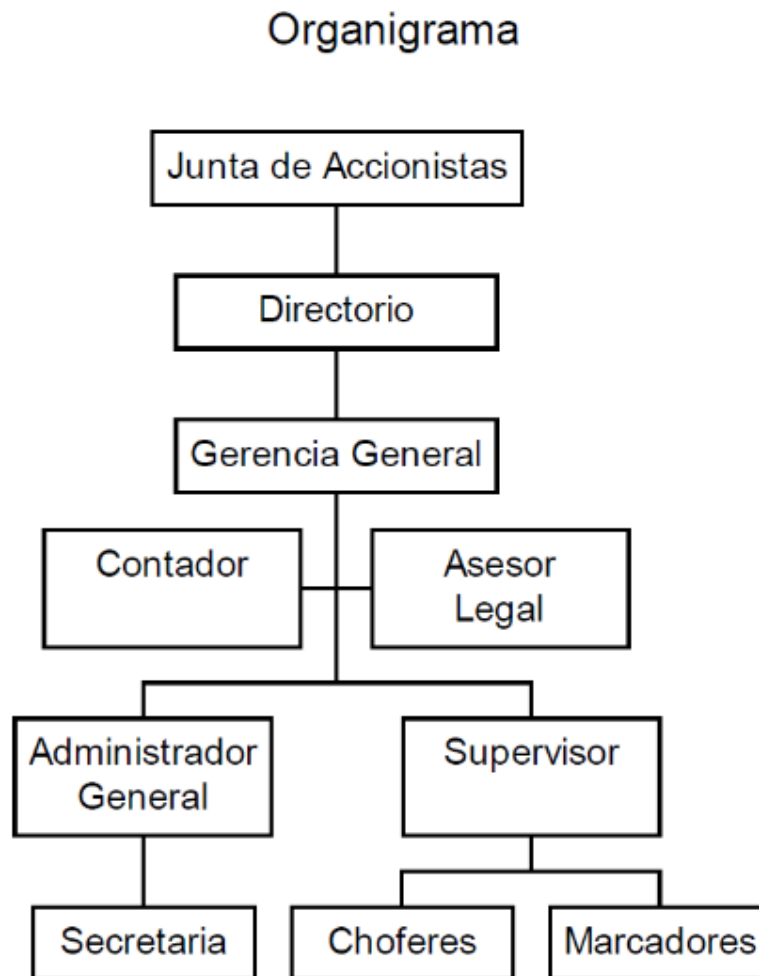 Organigrama
Junta de Accionistas
Directorio
Gerencia General
Contador
Asesor
Legal
Administrador
General
Supervisor
Secretaria
Choferes
Marcadores